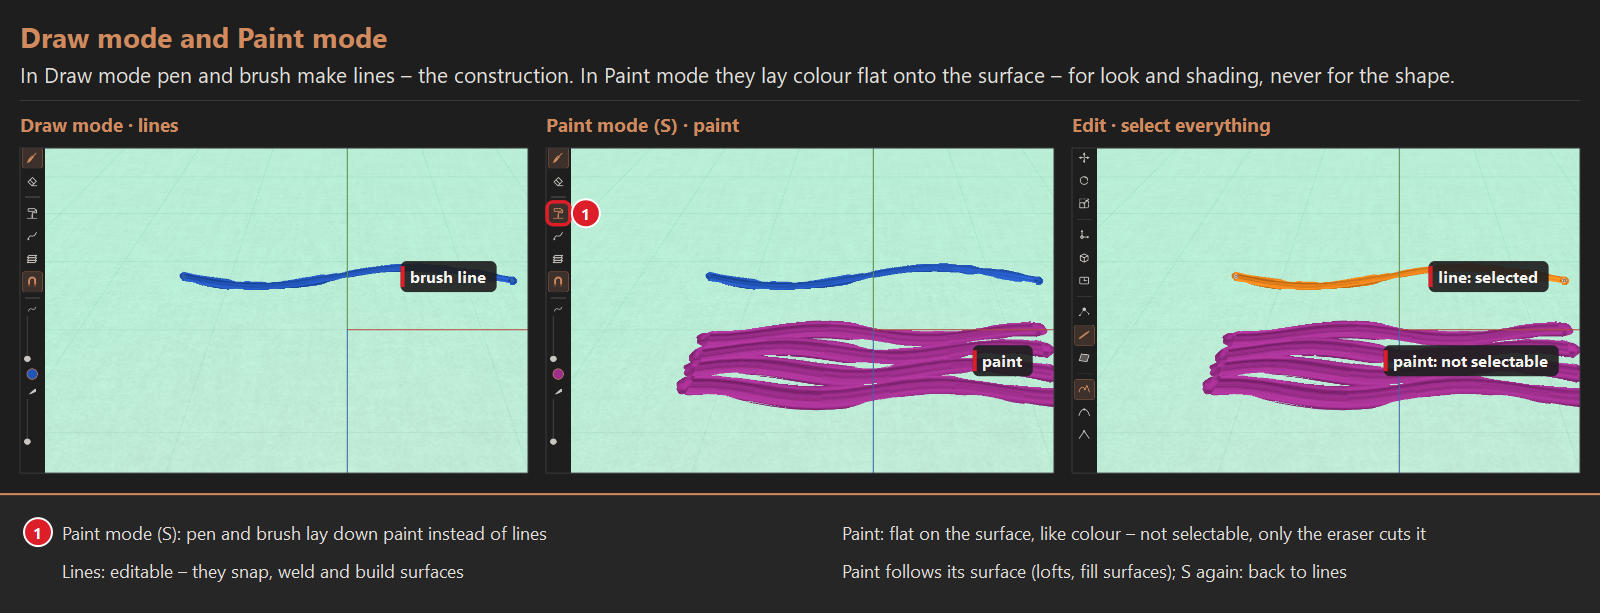 Draw mode and Paint mode
In Draw mode pen and brush make lines – the construction. In Paint mode they lay colour flat onto the surface – for look and shading, never for the shape.
Draw mode · lines
brush line
Paint mode (S) · paint
1
paint
Edit · select everything
line: selected
paint: not selectable
1 Paint mode (S): pen and brush lay down paint instead of lines
Lines: editable – they snap, weld and build surfaces
Paint: flat on the surface, like colour – not selectable, only the eraser cuts it
Paint follows its surface (lofts, fill surfaces); S again: back to lines